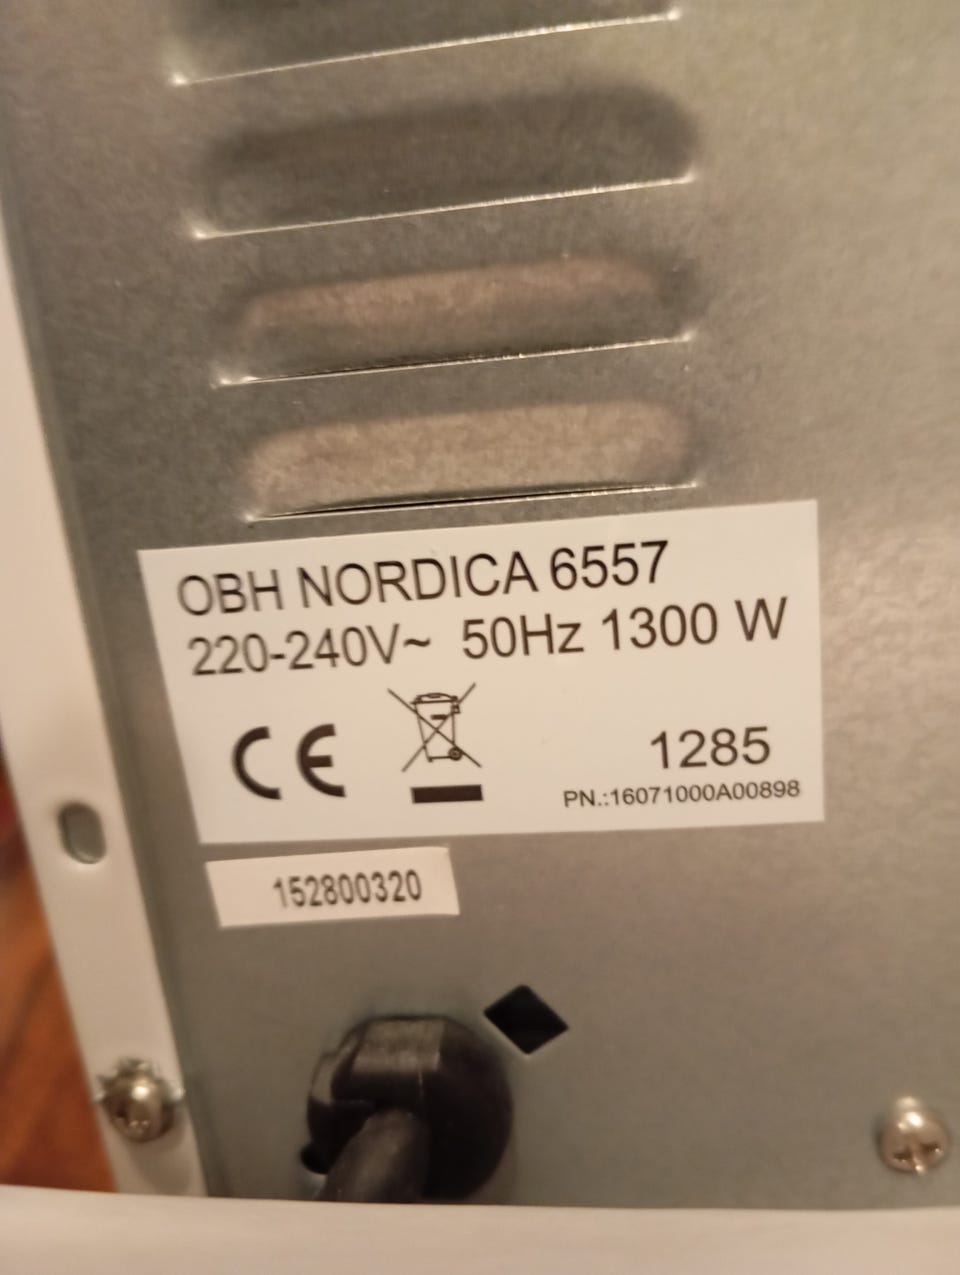 OBH NORDICA 6557
220-240V~ 50Hz 1300 W
CE
1285
PN.:16071000A00898
152800320